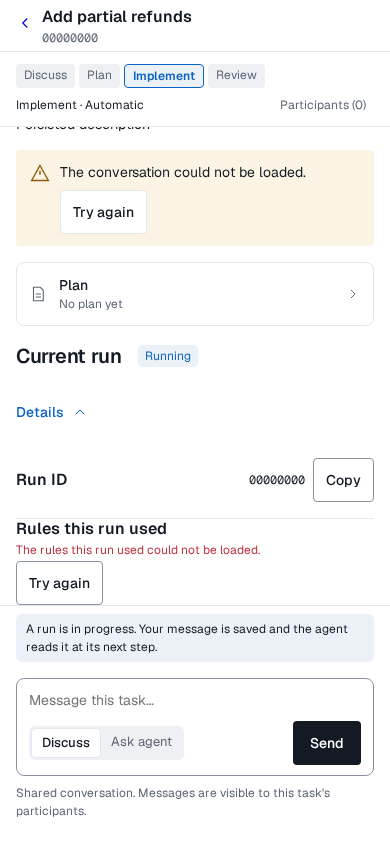 Add partial refunds
00000000
Discuss
Plan
Implement
Review
Implement · Automatic
Participants (0)
Persisted description
The conversation could not be loaded.
Try again
Plan
No plan yet
Current run
Running
Details
Run ID
00000000
Copy
Rules this run used
The rules this run used could not be loaded.
Try again
A run is in progress. Your message is saved and the agent
reads it at its next step.
Message this task...
Discuss
Ask agent
Send
Shared conversation. Messages are visible to this task's
participants.